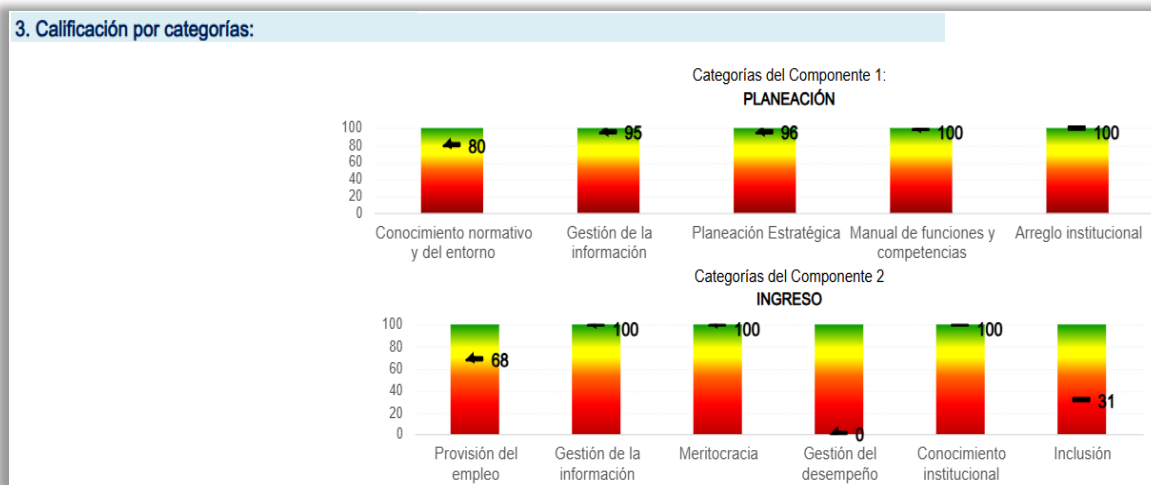 3. Calificación por categorías:
Categorías del Componente 1:
PLANEACIÓN
100
80
60
40
20
0
80
95
96
100
100
Conocimiento normativo y del entorno
Gestión de la información
Planeación Estratégica
Manual de funciones y competencias
Arreglo institucional
Categorías del Componente 2
INGRESO
100
80
60
40
20
0
68
100
100
0
100
31
Provisión del empleo
Gestión de la información
Meritocracia
Gestión del desempeño
Conocimiento institucional
Inclusión